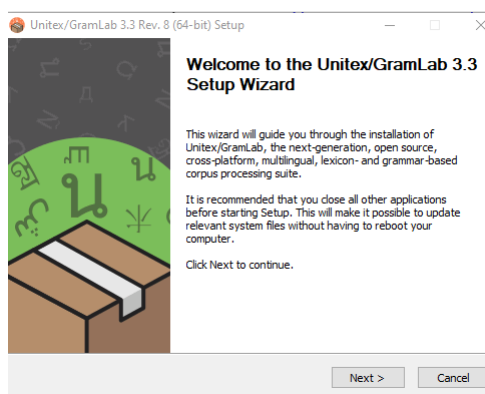 Unitex/GramLab 3.3 Rev. 8 (64-bit) Setup
Welcome to the Unitex/GramLab 3.3
Setup Wizard
This wizard will guide you through the installation of
Unitex/GramLab, the next-generation, open source,
cross-platform, multilingual, lexicon- and grammar-based
corpus processing suite.
It is recommended that you close all other applications
before starting Setup. This will make it possible to update
relevant system files without having to reboot your
computer.
Click Next to continue.
Next >
Cancel